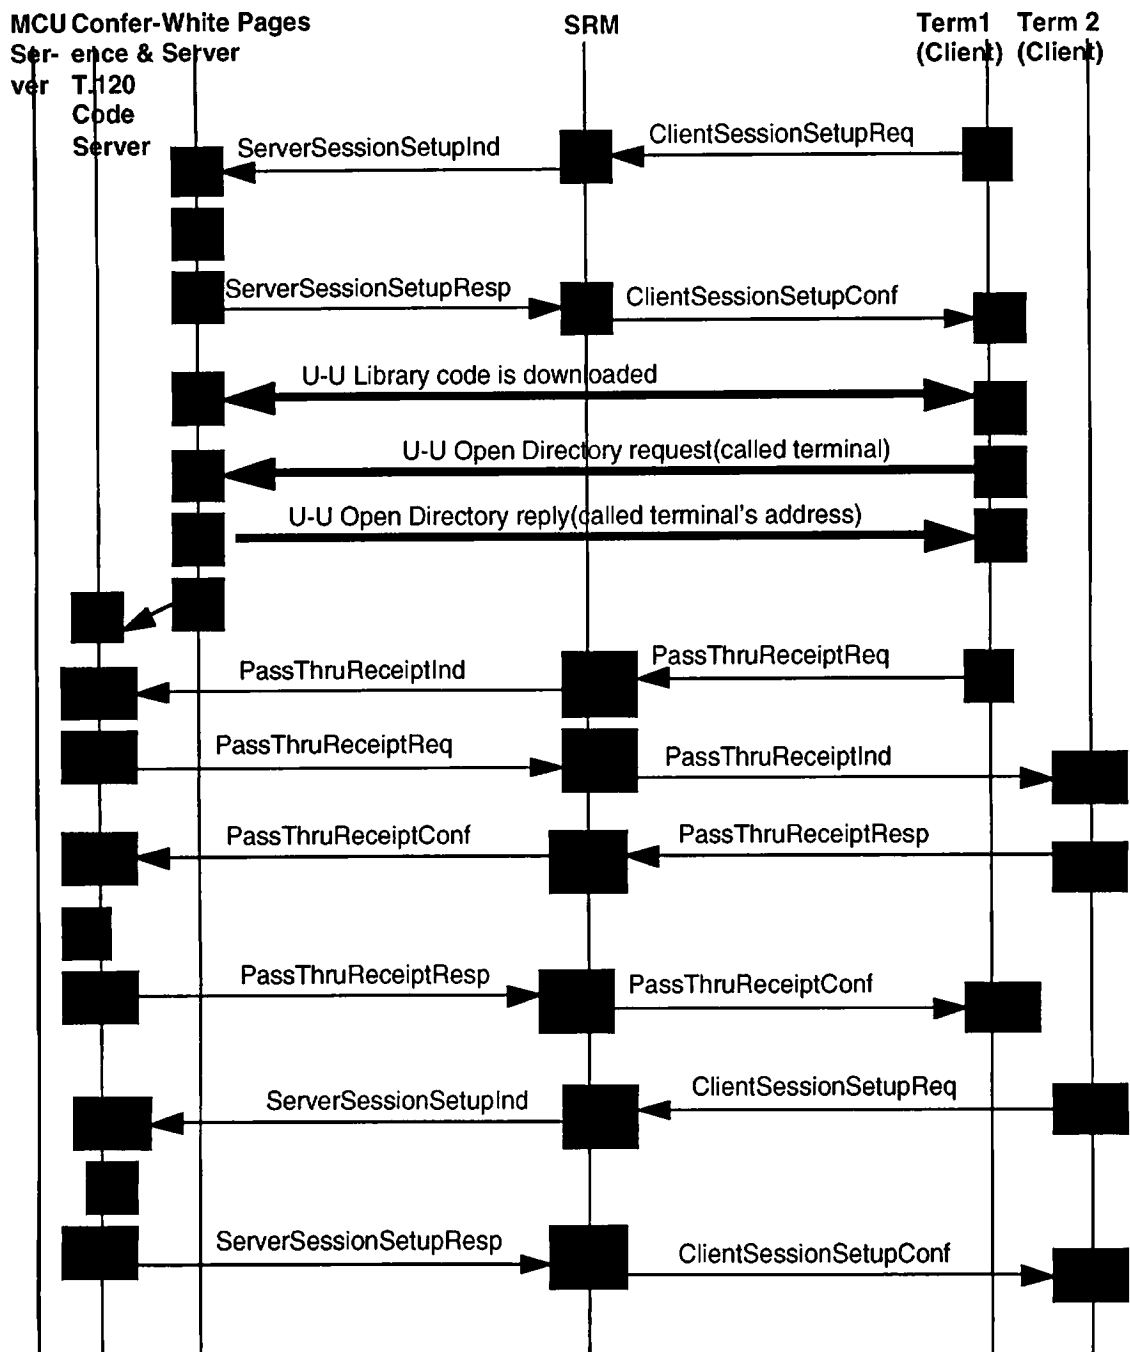 MCU Confer-White Pages SRM Term1 Term 2
Ser- ence & Server (Client) (Client)
ver T.120
Code
Server
ClientSessionSetupReq
ServerSessionSetupInd
ServerSessionSetupResp
ClientSessionSetupConf
U-U Library code is downloaded
U-U Open Directory request(called terminal)
U-U Open Directory reply(called terminal's address)
PassThruReceiptReq
PassThruReceiptInd
PassThruReceiptReq
PassThruReceiptInd
PassThruReceiptConf
PassThruReceiptResp
PassThruReceiptResp
PassThruReceiptConf
ClientSessionSetupReq
ServerSessionSetupInd
ServerSessionSetupResp
ClientSessionSetupConf